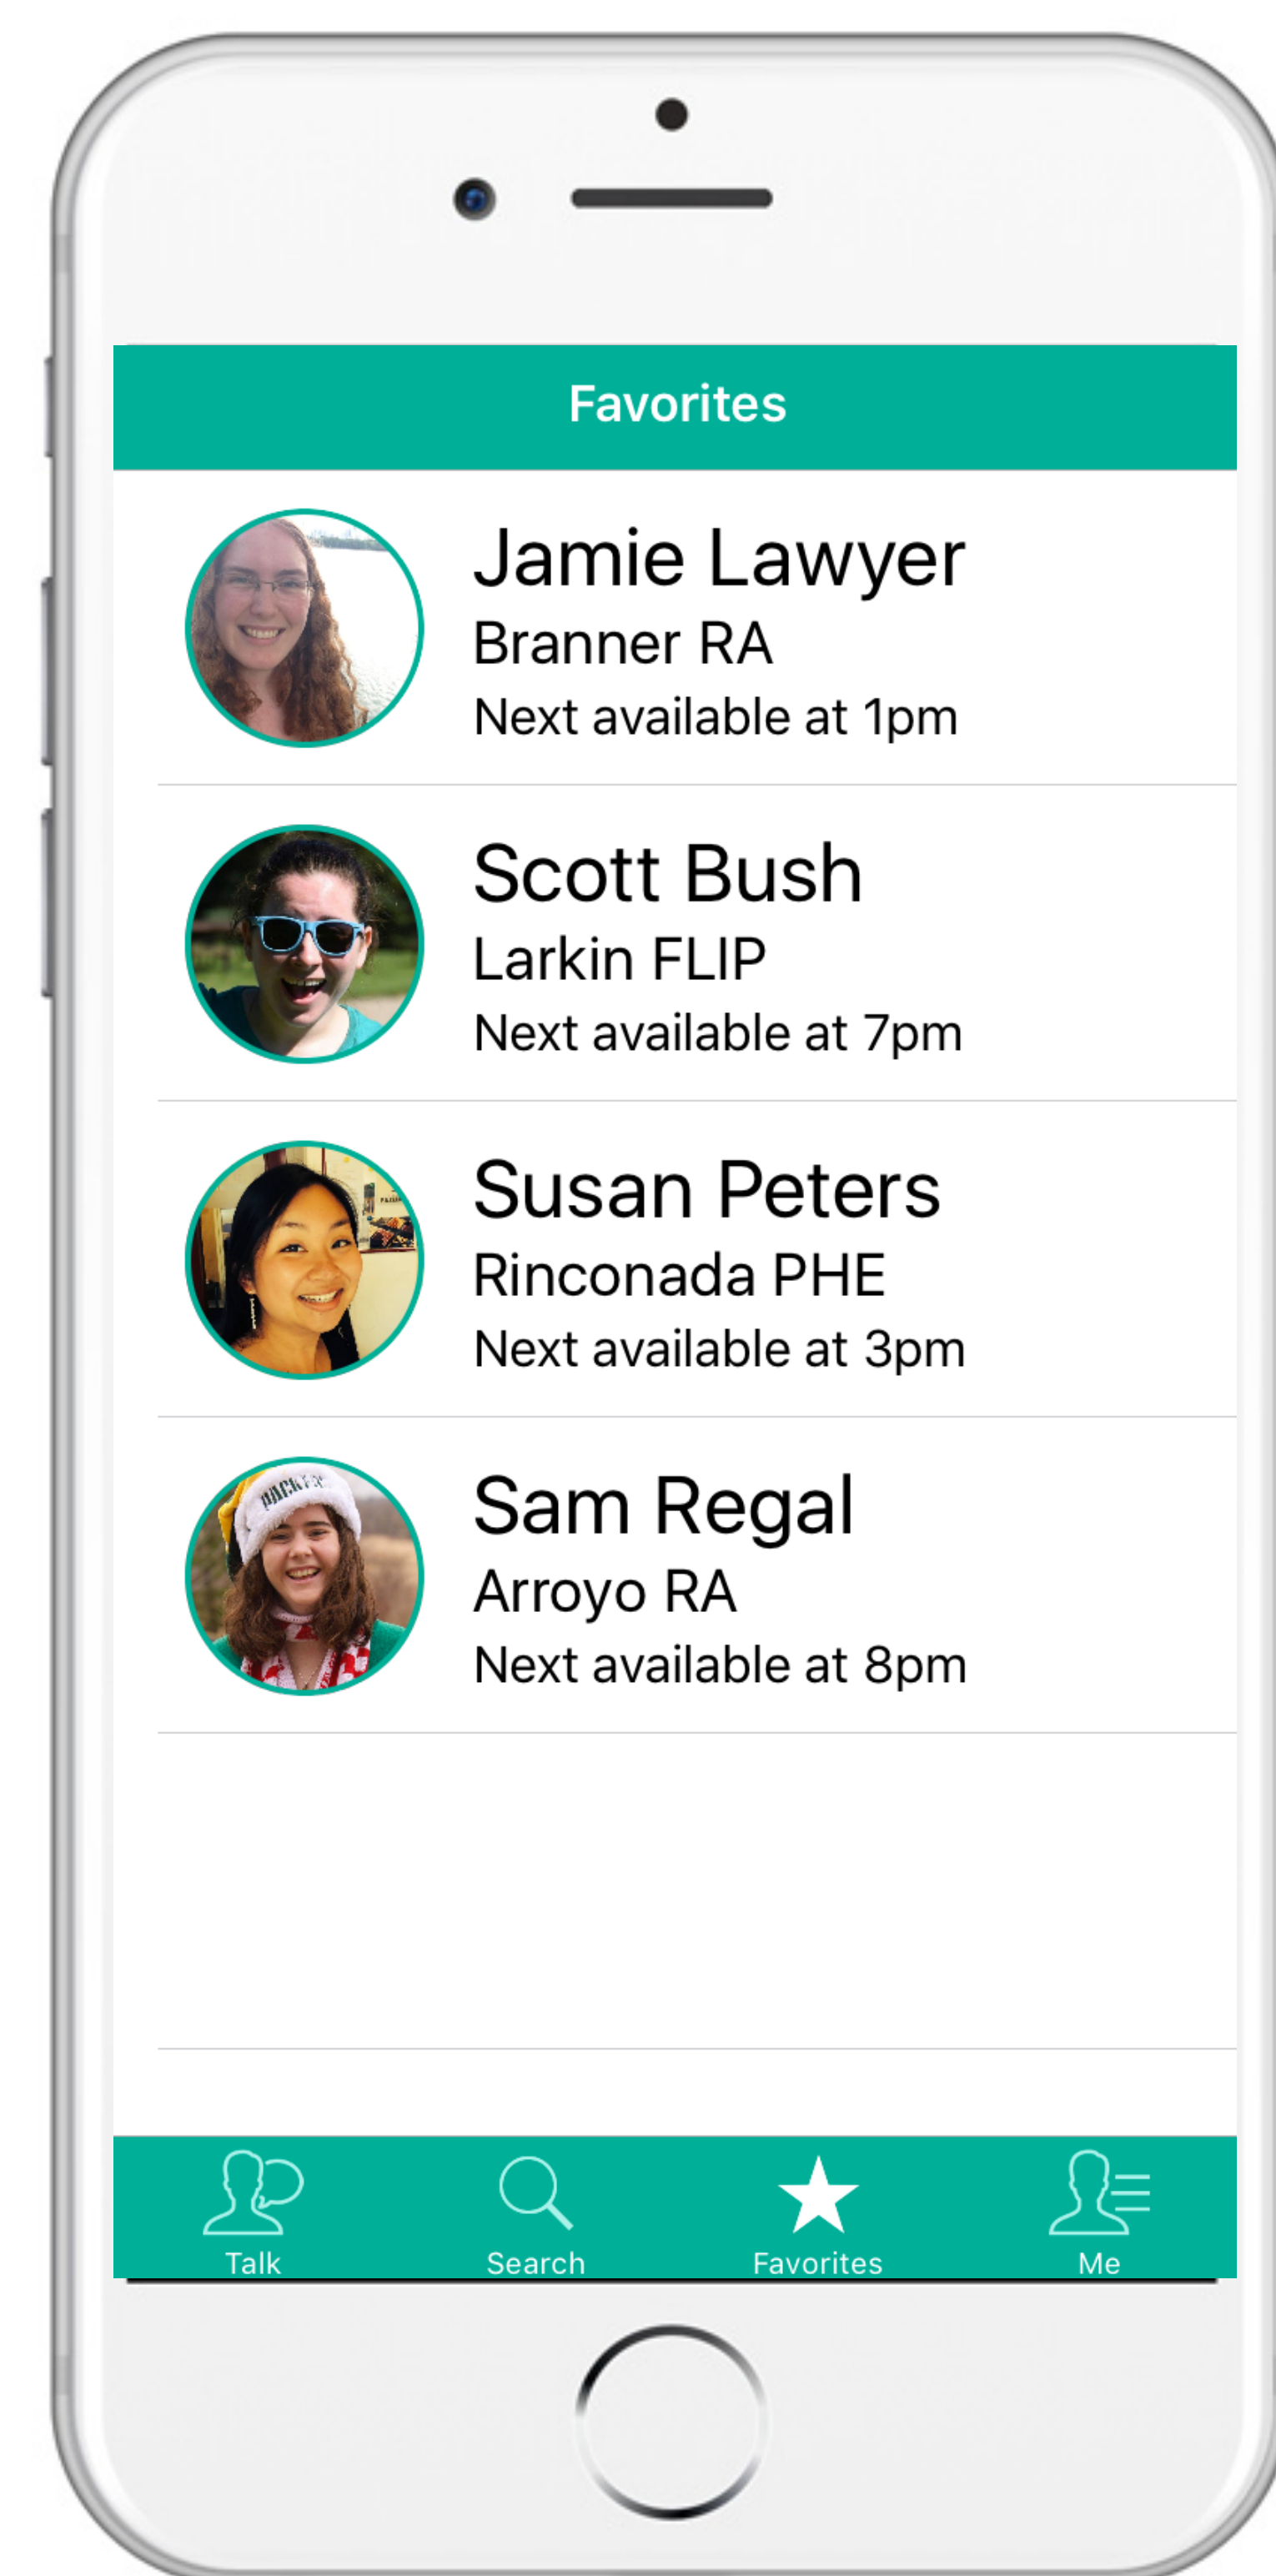 Favorites
Jamie Lawyer
Branner RA
Next available at 1pm
Scott Bush
Larkin FLIP
Next available at 7pm
Susan Peters
Rinconada PHE
Next available at 3pm
Sam Regal
Arroyo RA
Next available at 8pm
Talk
Search
Favorites
Me